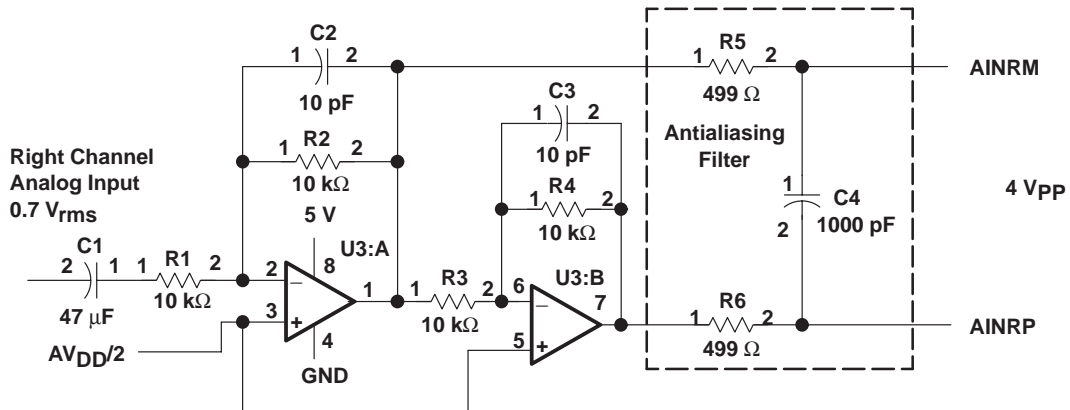 C2
1 2
10 pF
R2
1 2
10 kΩ
Right Channel
Analog Input
0.7 Vrms
5 V
U3:A
C1
2 1
47 μF
R1
1 2
10 kΩ
2
−
3
+
8
4
1
AVDD/2
GND
R3
1 2
10 kΩ
C3
1 2
10 pF
R4
1 2
10 kΩ
U3:B
6
−
5
+
7
R5
1 2
499 Ω
Antialiasing
Filter
1
C4
1000 pF
2
R6
1 2
499 Ω
AINRM
4 VPP
AINRP